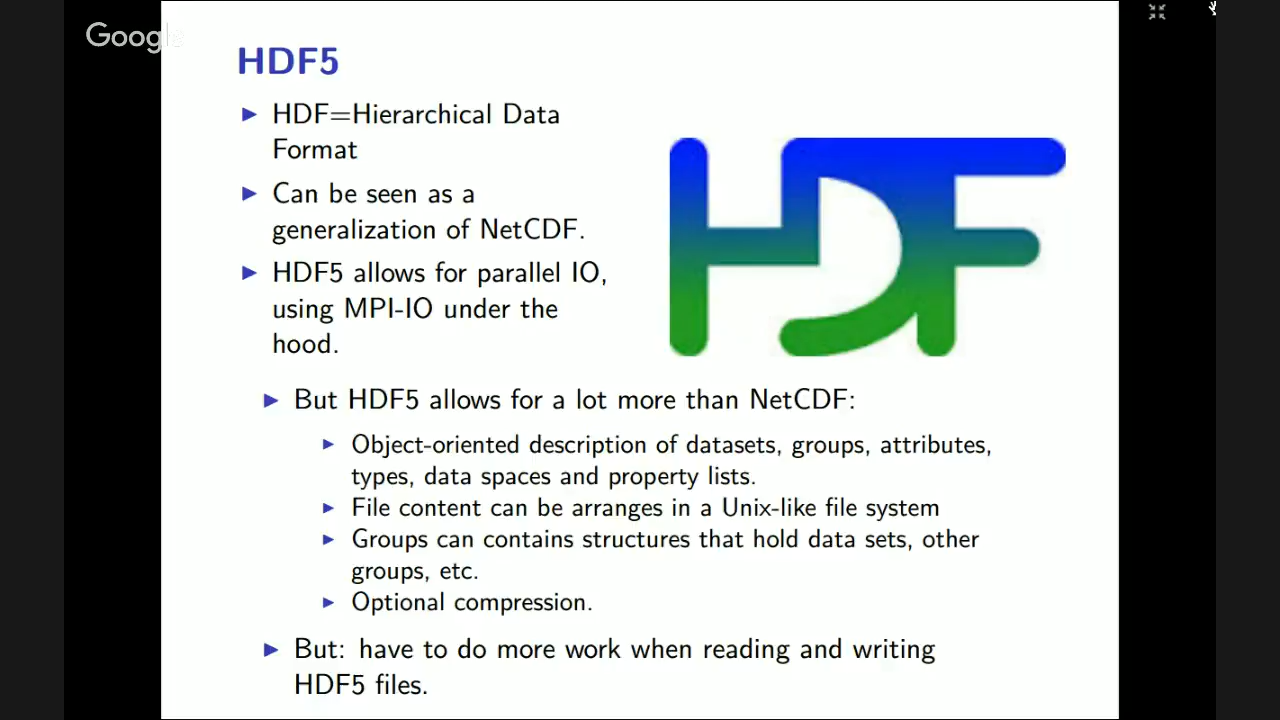 Google
HDF5
▶ HDF=Hierarchical Data
Format
▶ Can be seen as a
generalization of NetCDF.
▶ HDF5 allows for parallel IO,
using MPI-IO under the
hood.
HDF
▶ But HDF5 allows for a lot more than NetCDF:
▶ Object-oriented description of datasets, groups, attributes,
types, data spaces and property lists.
▶ File content can be arranges in a Unix-like file system
▶ Groups can contains structures that hold data sets, other
groups, etc.
▶ Optional compression.
▶ But: have to do more work when reading and writing
HDF5 files.